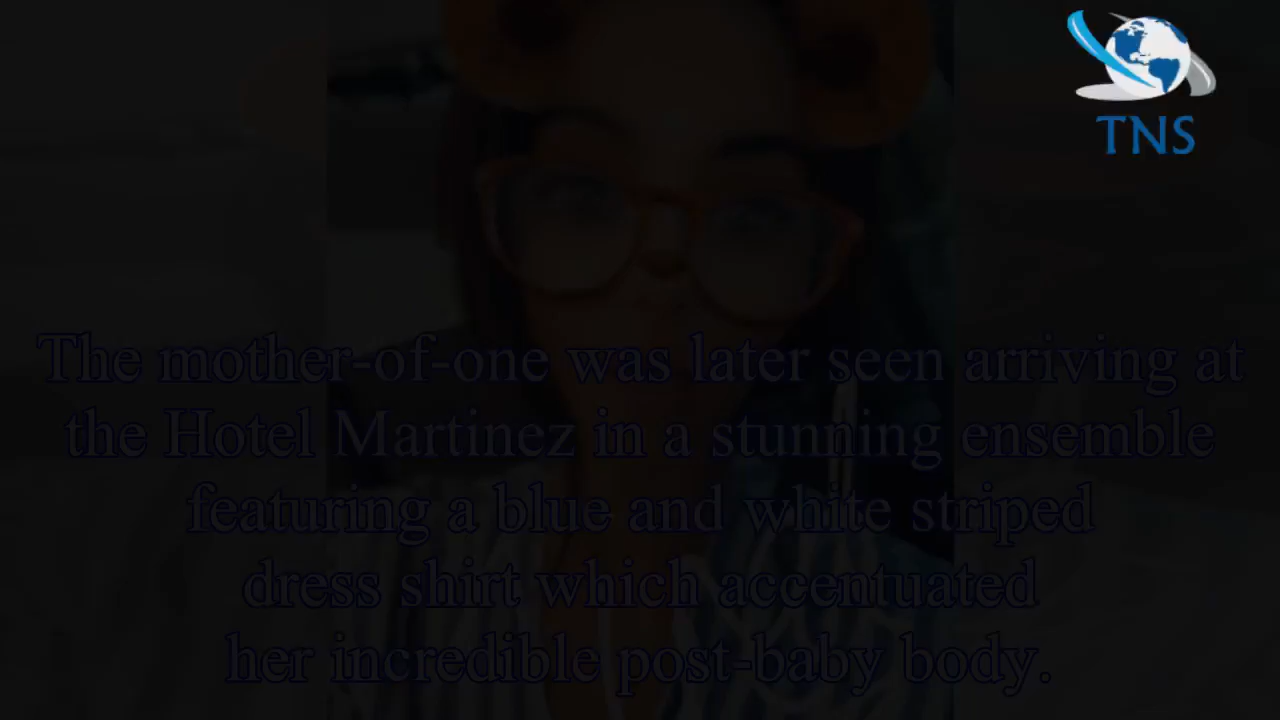 TNS
The mother-of-one was later seen arriving at
the Hotel Martinez in a stunning ensemble
featuring a blue and white striped
dress shirt which accentuated
her incredible post-baby body.